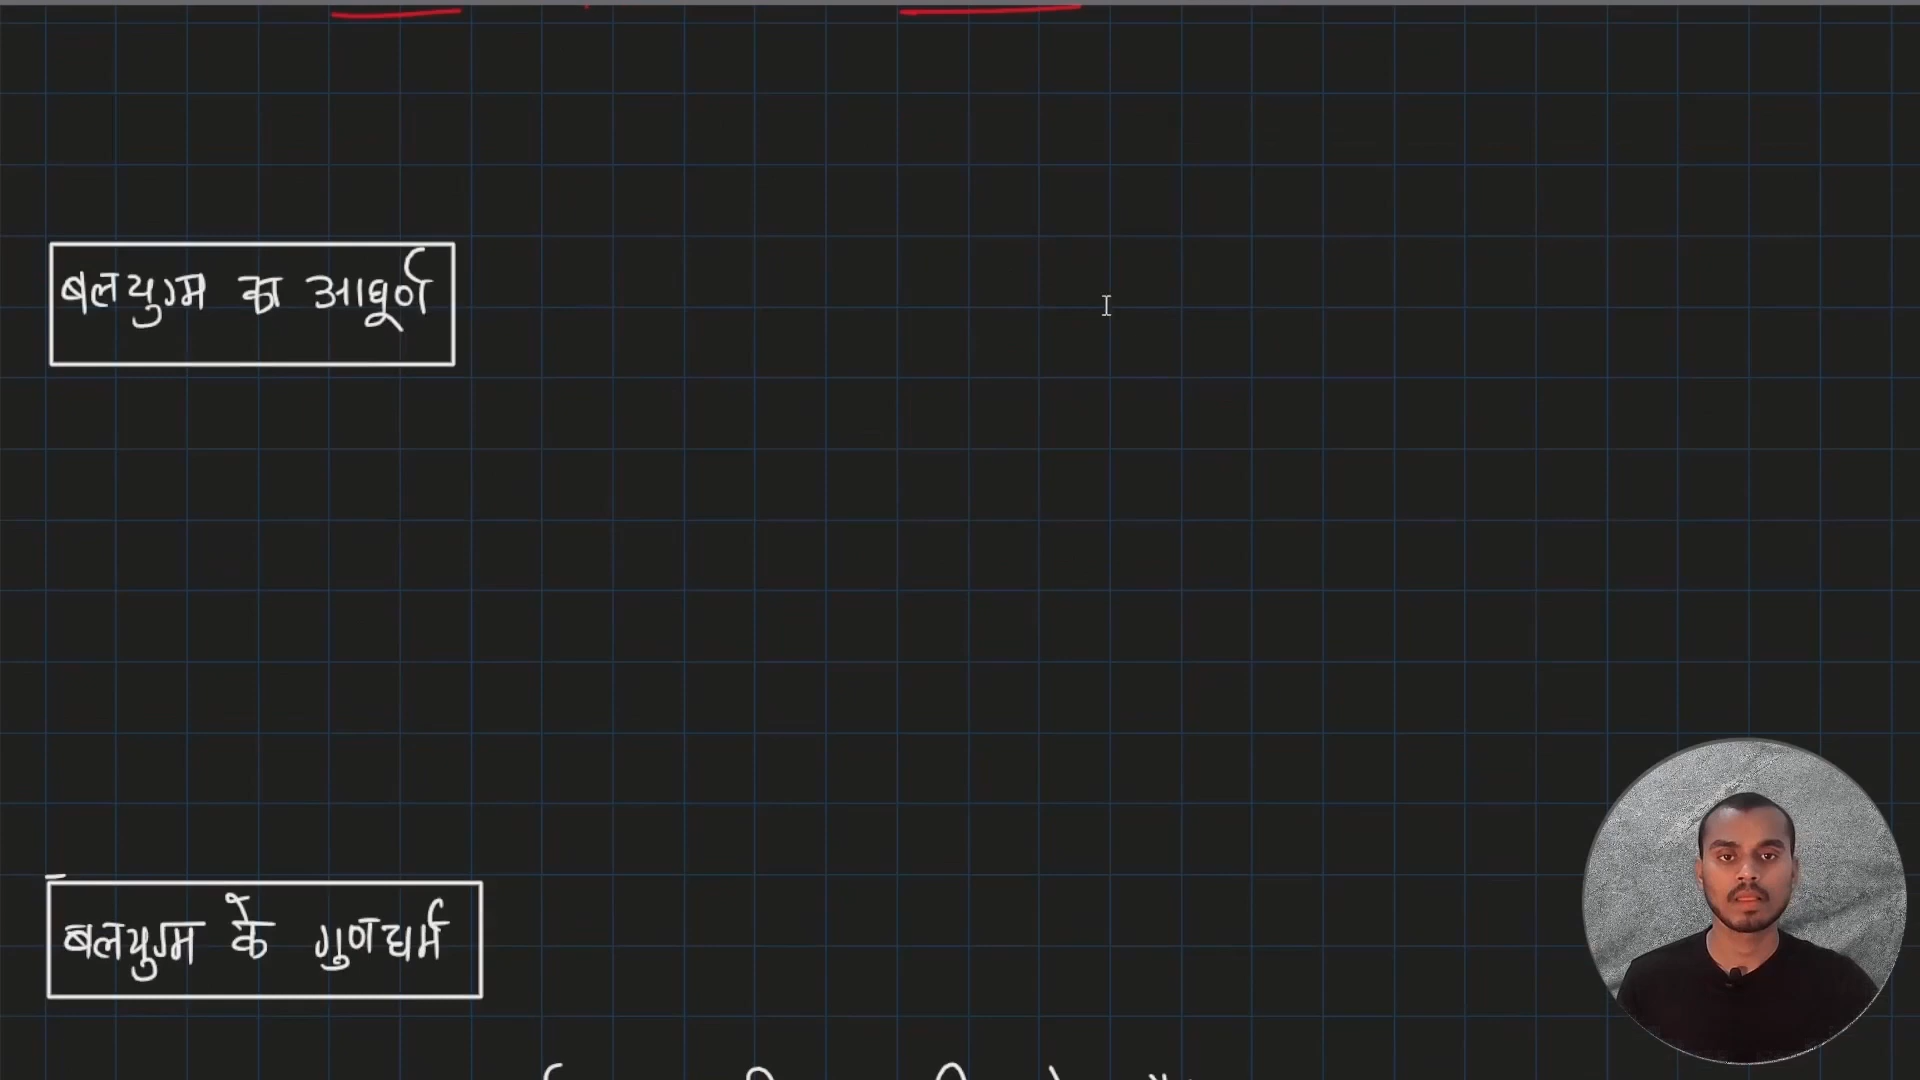 बलयुग्म का आघूर्ण
बलयुग्म के गुणधर्म